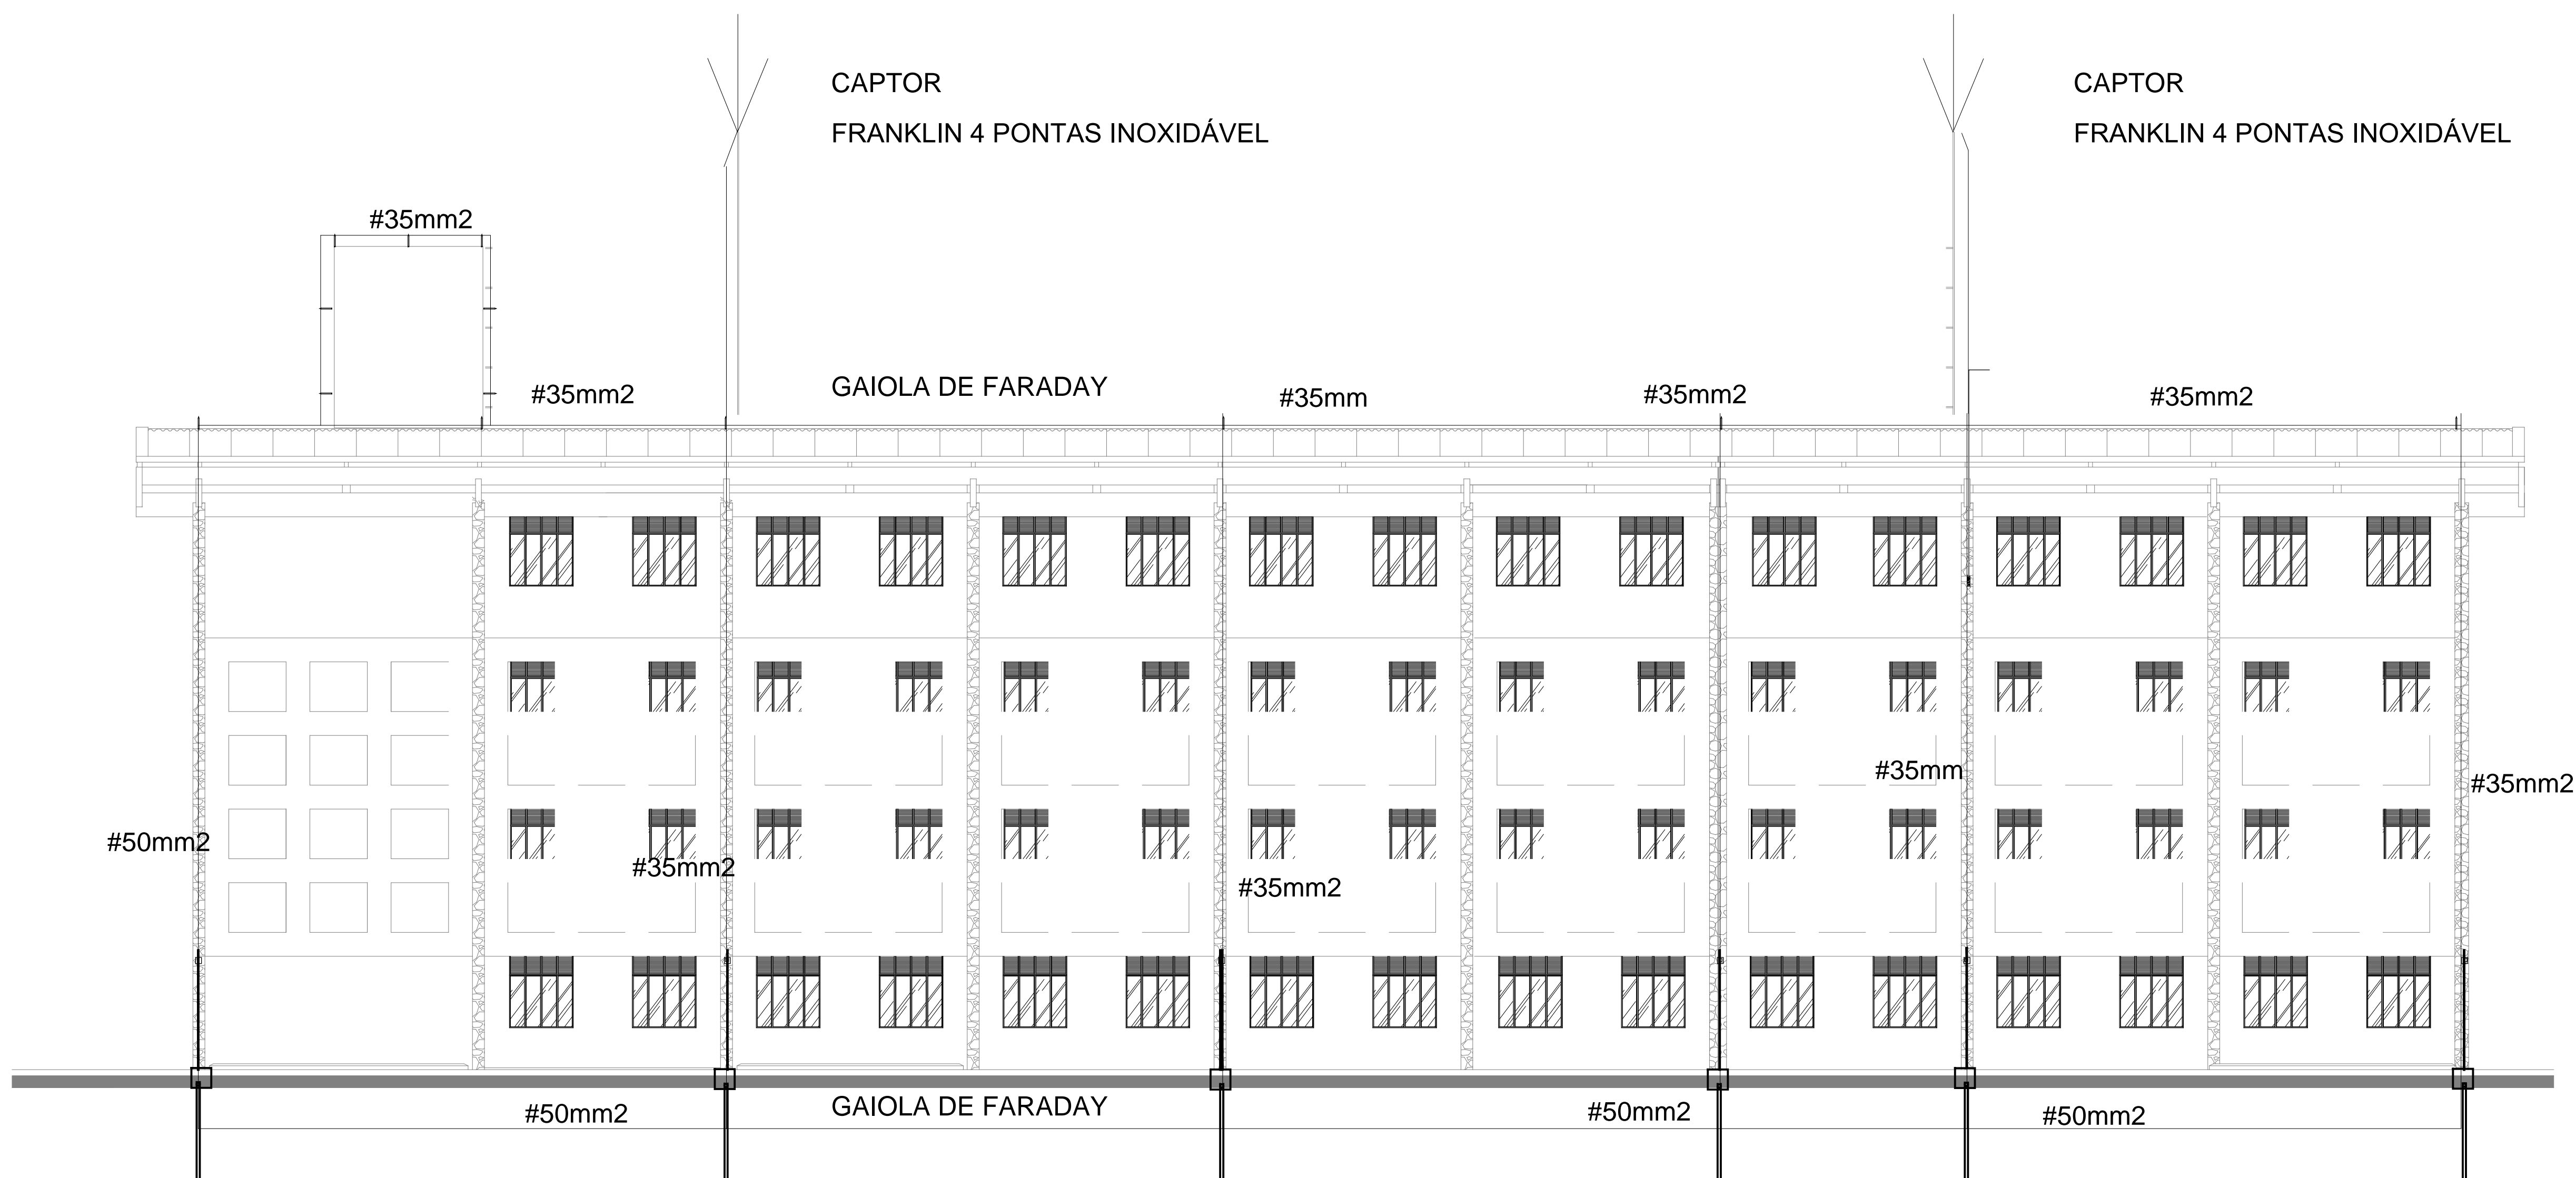 CAPTOR
FRANKLIN 4 PONTAS INOXIDÁVEL
CAPTOR
FRANKLIN 4 PONTAS INOXIDÁVEL
#35mm2
#35mm2
GAIOLA DE FARADAY
#35mm
#35mm2
#35mm2
#35mm
#35mm2
#50mm2
#35mm2
#35mm2
#50mm2
GAIOLA DE FARADAY
#50mm2
#50mm2